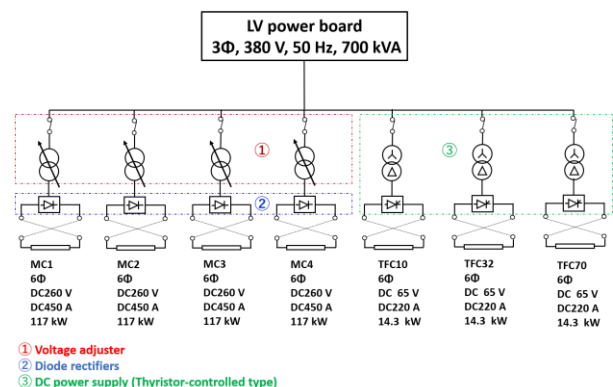 LV power board
3Φ, 380 V, 50 Hz, 700 kVA
①
③
②
MC1
6Φ
DC260 V
DC450 A
117 kW
MC2
6Φ
DC260 V
DC450 A
117 kW
MC3
6Φ
DC260 V
DC450 A
117 kW
MC4
6Φ
DC260 V
DC450 A
117 kW
TFC10
6Φ
DC 65 V
DC220 A
14.3 kW
TFC32
6Φ
DC 65 V
DC220 A
14.3 kW
TFC70
6Φ
DC 65 V
DC220 A
14.3 kW
① Voltage adjuster
② Diode rectifiers
③ DC power supply (Thyristor-controlled type)